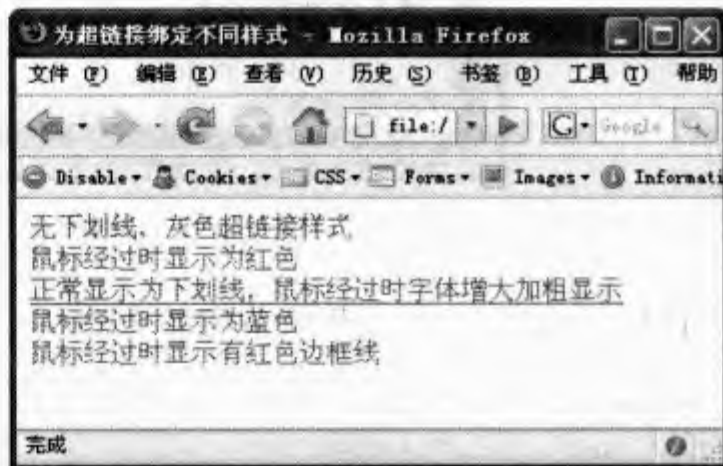 为超链接绑定不同样式 - Mozilla Firefox
文件 (F) 编辑 (E) 查看 (V) 历史 (S) 书签 (B) 工具 (T) 帮助
file:/ G Google
Disable Cookies CSS Forms Images Informati
无下划线，灰色超链接样式
鼠标经过时显示为红色
正常显示为下划线，鼠标经过时字体增大加粗显示
鼠标经过时显示为蓝色
鼠标经过时显示有红色边框线
完成